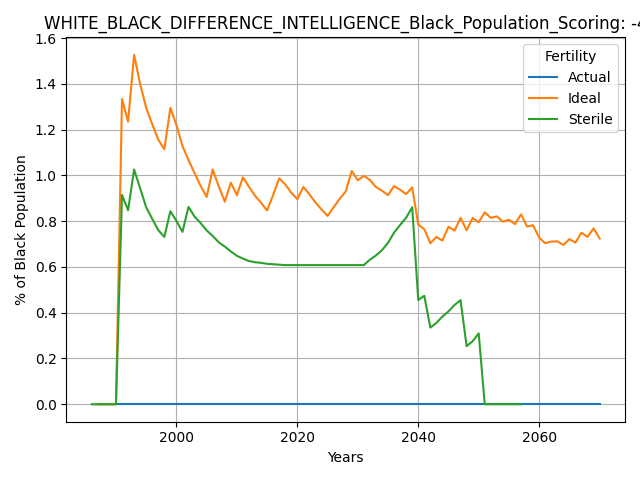 WHITE_BLACK_DIFFERENCE_INTELLIGENCE_Black_Population_Scoring: -4
1.6
1.4
1.2
1.0
0.8
0.6
0.4
0.2
0.0
% of Black Population
Fertility
Actual
Ideal
Sterile
2000
2020
2040
2060
Years